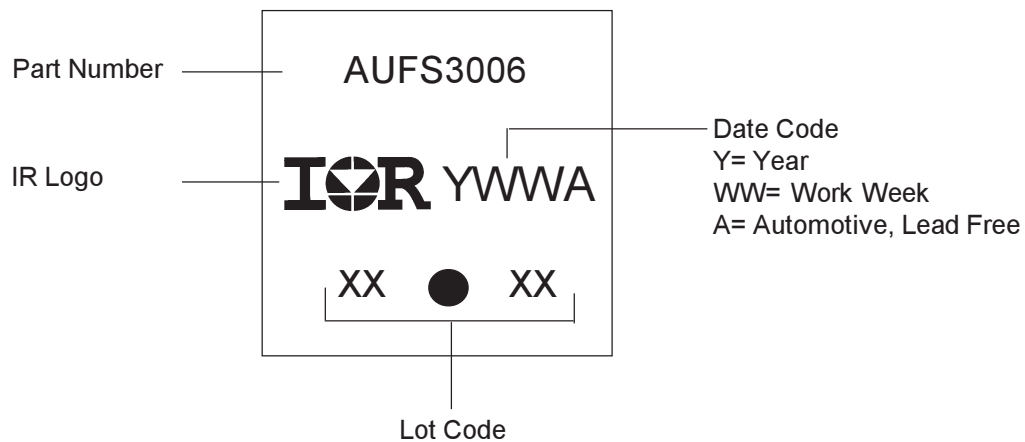 Part Number
AUFS3006
Date Code
Y= Year
WW= Work Week
A= Automotive, Lead Free
IR Logo
IOR YWWA
XX XX
Lot Code